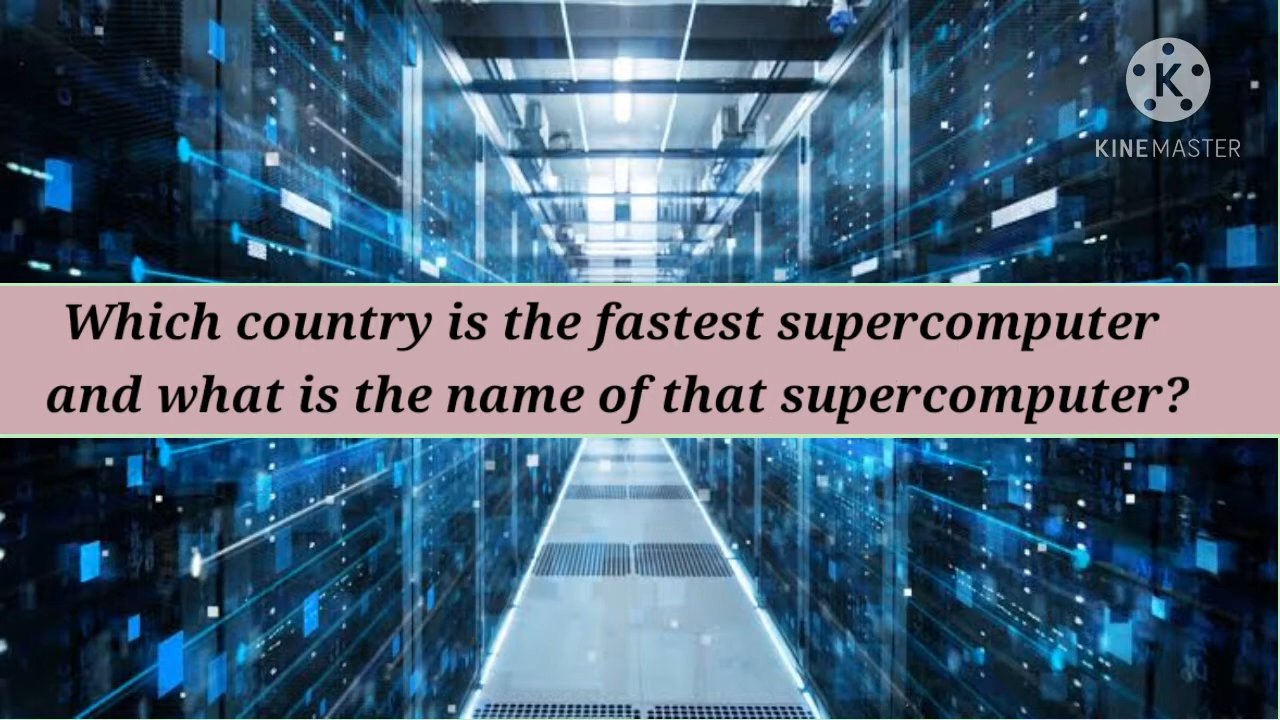 K
KINEMASTER
Which country is the fastest supercomputer
and what is the name of that supercomputer?